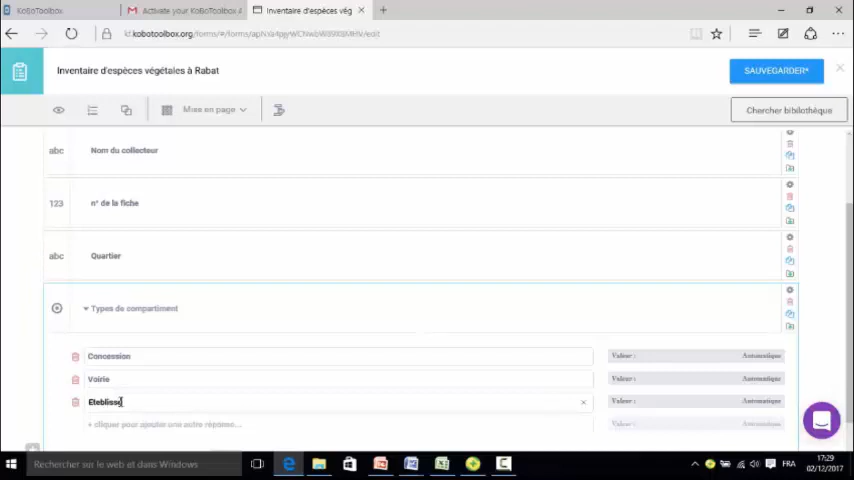 KoBoToolbox
Activate your KoBoToolbox A
Inventaire d'espèces vég
Inventaire d'espèces végétales à Rabat
SAUVEGARDER*
Mise en page
Chercher bibliothèque
abc Nom du collecteur
123 n° de la fiche
abc Quartier
Types de compartiment
Concession
Valeur : Automatique
Voirie
Valeur : Automatique
Eteblisse
Valeur : Automatique
+ cliquer pour ajouter une autre réponse...
Valeur : Automatique
Rechercher sur le web et dans Windows
FRA
17:29
02/12/2017